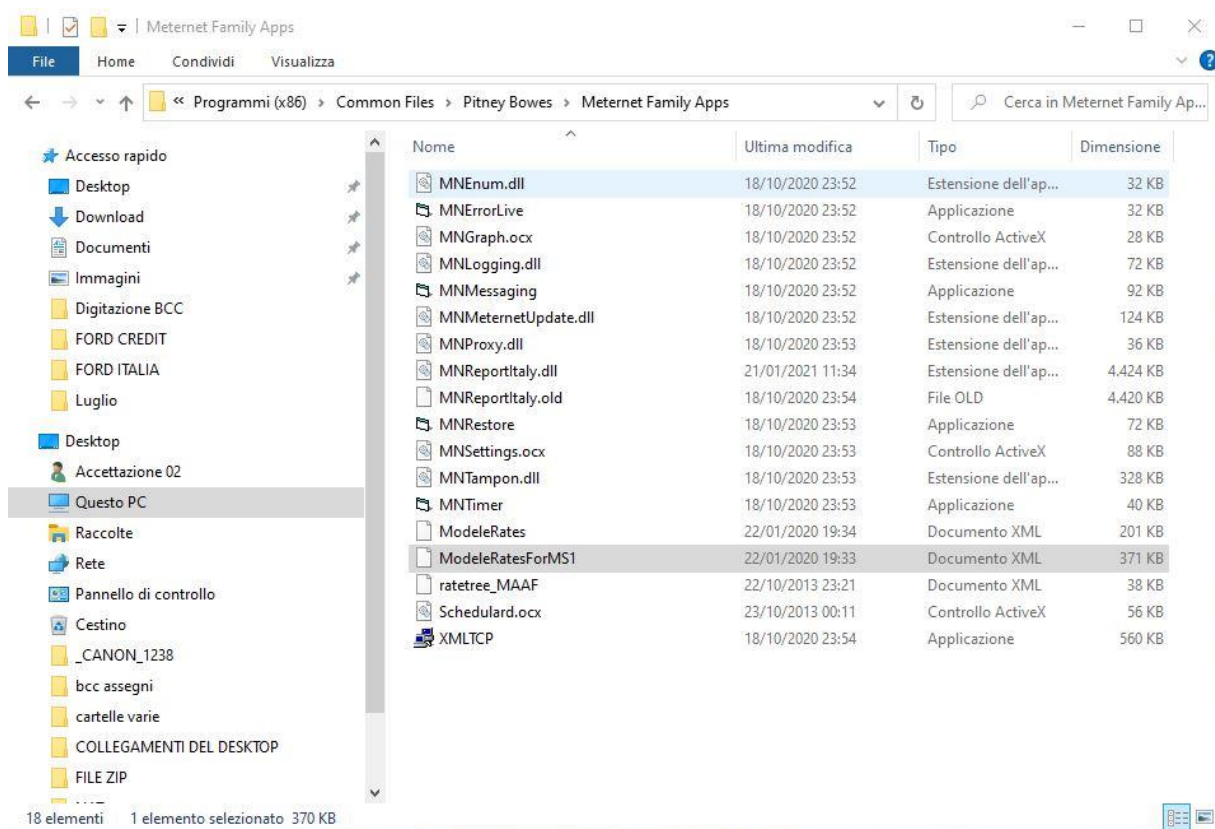 Meternet Family Apps
File Home Condividi Visualizza
« Programmi (x86) › Common Files › Pitney Bowes › Meternet Family Apps Cerca in Meternet Family Ap...
Accesso rapido
Desktop
Download
Documenti
Immagini
Digitazione BCC
FORD CREDIT
FORD ITALIA
Luglio
Desktop
Accettazione 02
Questo PC
Raccolte
Rete
Pannello di controllo
Cestino
_CANON_1238
bcc assegni
cartelle varie
COLLEGAMENTI DEL DESKTOP
FILE ZIP
Nome Ultima modifica Tipo Dimensione
MNEnum.dll 18/10/2020 23:52 Estensione dell'ap... 32 KB
MNErrorLive 18/10/2020 23:52 Applicazione 32 KB
MNGraph.ocx 18/10/2020 23:52 Controllo ActiveX 28 KB
MNLogging.dll 18/10/2020 23:52 Estensione dell'ap... 72 KB
MNMessaging 18/10/2020 23:52 Applicazione 92 KB
MNMeternetUpdate.dll 18/10/2020 23:52 Estensione dell'ap... 124 KB
MNProxy.dll 18/10/2020 23:53 Estensione dell'ap... 36 KB
MNReportItaly.dll 21/01/2021 11:34 Estensione dell'ap... 4.424 KB
MNReportItaly.old 18/10/2020 23:54 File OLD 4.420 KB
MNRestore 18/10/2020 23:53 Applicazione 72 KB
MNSettings.ocx 18/10/2020 23:53 Controllo ActiveX 88 KB
MNTampon.dll 18/10/2020 23:53 Estensione dell'ap... 328 KB
MNTimer 18/10/2020 23:53 Applicazione 40 KB
ModeleRates 22/01/2020 19:34 Documento XML 201 KB
ModeleRatesForMS1 22/01/2020 19:33 Documento XML 371 KB
ratetree_MAAF 22/10/2013 23:21 Documento XML 38 KB
Schedulard.ocx 23/10/2013 00:11 Controllo ActiveX 56 KB
XMLTCP 18/10/2020 23:54 Applicazione 560 KB
18 elementi 1 elemento selezionato 370 KB